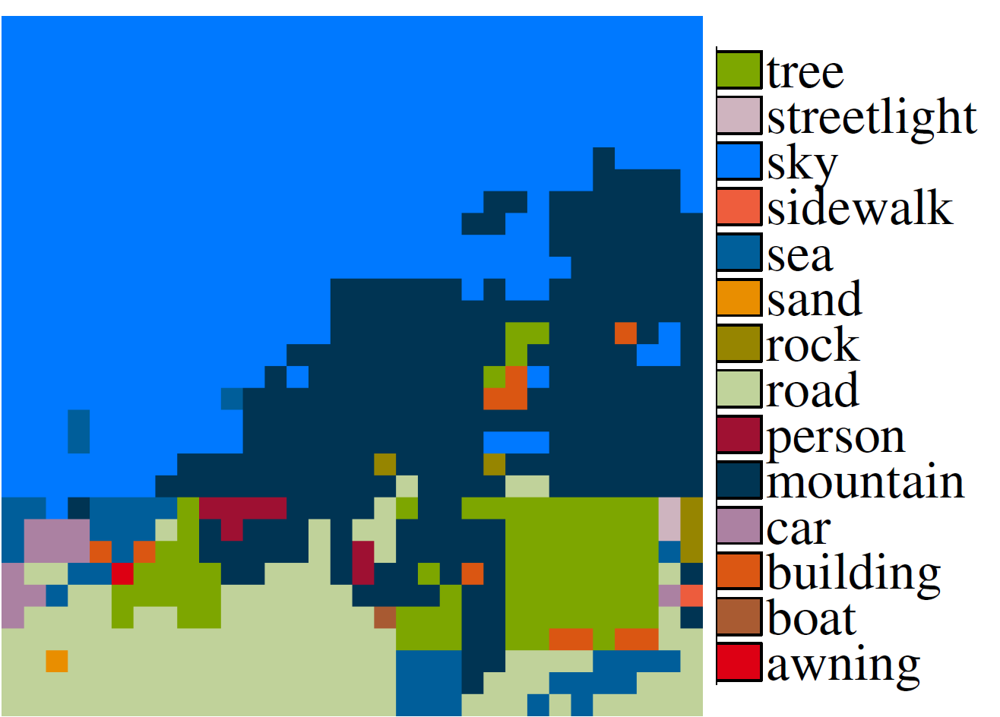 tree
streetlight
sky
sidewalk
sea
sand
rock
road
person
mountain
car
building
boat
awning